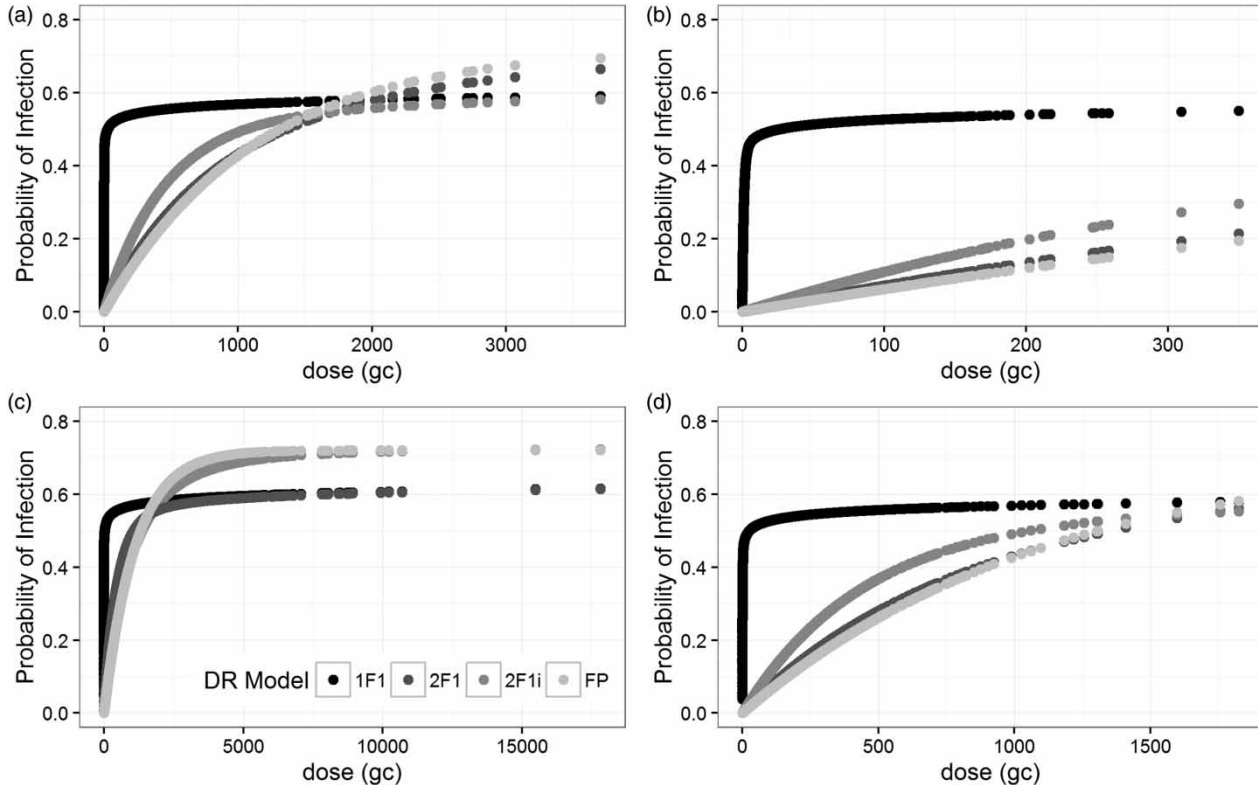 (a)
Probability of Infection
0.8
0.6
0.4
0.2
0.0
0
1000
2000
3000
dose (gc)
(b)
Probability of Infection
0.8
0.6
0.4
0.2
0.0
0
100
200
300
dose (gc)
(c)
Probability of Infection
0.8
0.6
0.4
0.2
0.0
DR Model 1F1 2F1 2F1i FP
0
5000
10000
15000
dose (gc)
(d)
Probability of Infection
0.8
0.6
0.4
0.2
0.0
0
500
1000
1500
dose (gc)